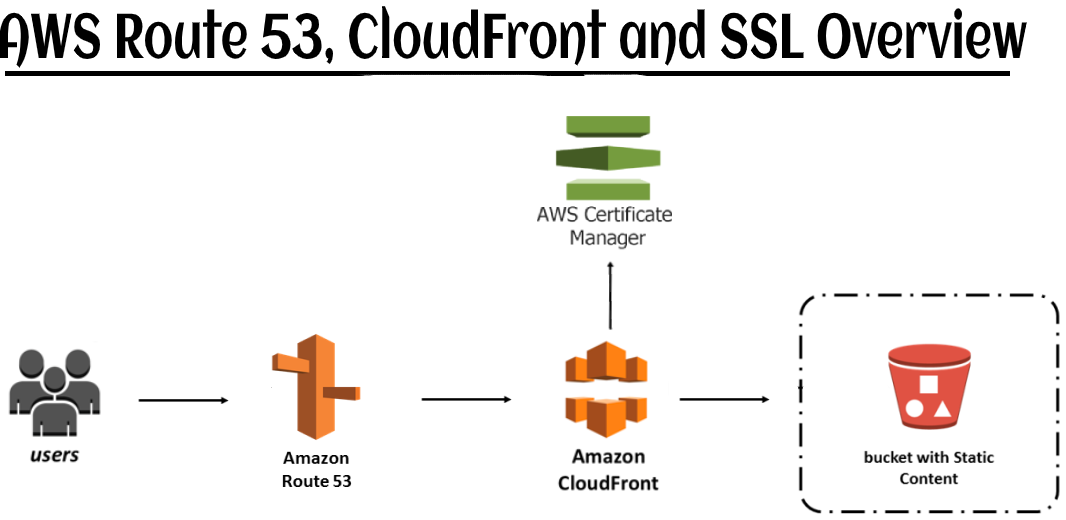 AWS Route 53, CloudFront and SSL Overview
AWS Certificate
Manager
users
Amazon
Route 53
Amazon
CloudFront
bucket with Static
Content